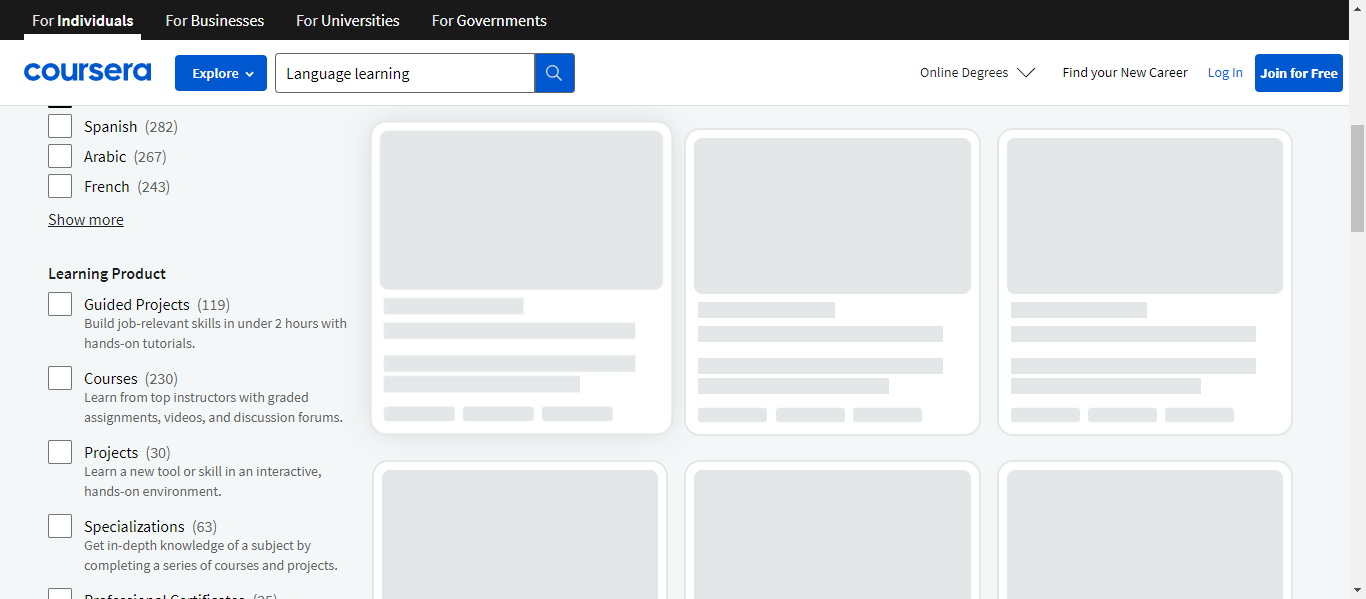 For Individuals For Businesses For Universities For Governments
coursera Explore Language learning Online Degrees Find your New Career Log In Join for Free
Spanish (282)
Arabic (267)
French (243)
Show more
Learning Product
Guided Projects (119)
Build job-relevant skills in under 2 hours with
hands-on tutorials.
Courses (230)
Learn from top instructors with graded
assignments, videos, and discussion forums.
Projects (30)
Learn a new tool or skill in an interactive,
hands-on environment.
Specializations (63)
Get in-depth knowledge of a subject by
completing a series of courses and projects.
Professional Certificates